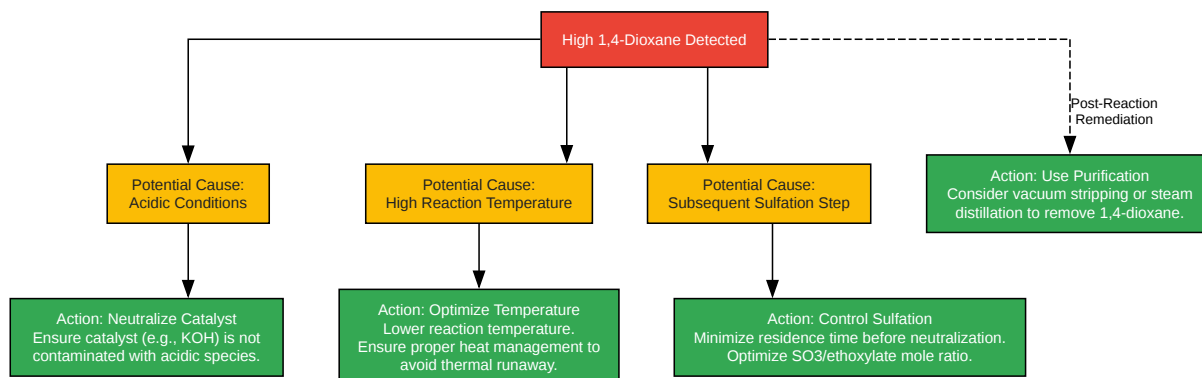 High 1,4-Dioxane Detected
Post-Reaction
Remediation
Potential Cause:
Acidic Conditions
Potential Cause:
High Reaction Temperature
Potential Cause:
Subsequent Sulfation Step
Action: Use Purification
Consider vacuum stripping or steam
distillation to remove 1,4-dioxane.
Action: Neutralize Catalyst
Ensure catalyst (e.g., KOH) is not
contaminated with acidic species.
Action: Optimize Temperature
Lower reaction temperature.
Ensure proper heat management to
avoid thermal runaway.
Action: Control Sulfation
Minimize residence time before neutralization.
Optimize SO3/ethoxylate mole ratio.